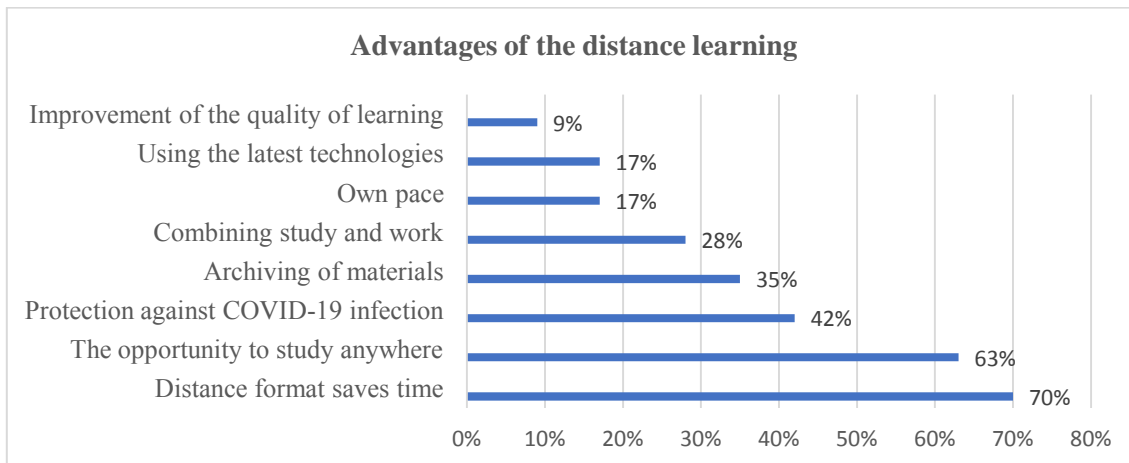 Advantages of the distance learning
Improvement of the quality of learning 9%
Using the latest technologies 17%
Own pace 17%
Combining study and work 28%
Archiving of materials 35%
Protection against COVID-19 infection 42%
The opportunity to study anywhere 63%
Distance format saves time 70%
0% 10% 20% 30% 40% 50% 60% 70% 80%